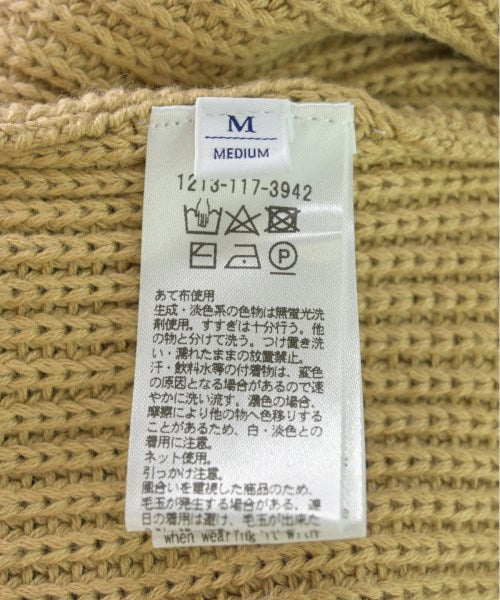 M
MEDIUM
1213-117-3942
P
あて布使用
生成・淡色系の色物は無蛍光洗
剤使用。すすぎは十分行う。他
の物と分けて洗う。つけ置き洗
い・濡れたままの放置禁止。
汗・飲料水等の付着物は、変色
の原因となる場合があるので速
やかに洗い流す。濃色の場合、
摩擦により他の物へ色移りする
ことがあるため、白・淡色との
着用に注意。
ネット使用。
引っかけ注意。
風合いを重視した商品のため、
毛玉が発生する場合がある。連
日の着用は避け、毛玉が出来た
when wearing it with